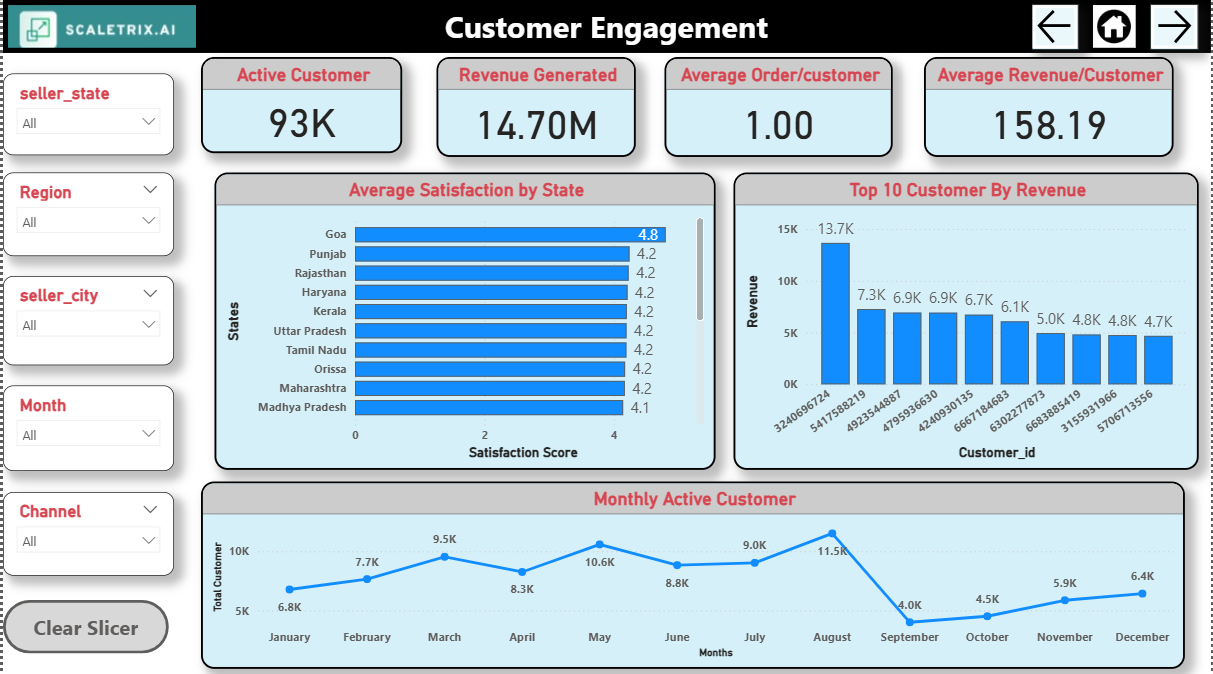 SCALETRIX.AI
Customer Engagement
seller_state
All
Region
All
seller_city
All
Month
All
Channel
All
Clear Slicer
Active Customer
93K
Revenue Generated
14.70M
Average Order/customer
1.00
Average Revenue/Customer
158.19
Average Satisfaction by State
States
Goa 4.8
Punjab 4.2
Rajasthan 4.2
Haryana 4.2
Kerala 4.2
Uttar Pradesh 4.2
Tamil Nadu 4.2
Orissa 4.2
Maharashtra 4.2
Madhya Pradesh 4.1
0 2 4
Satisfaction Score
Top 10 Customer By Revenue
Revenue
15K
10K
5K
0K
13.7K 7.3K 6.9K 6.9K 6.7K 6.1K 5.0K 4.8K 4.8K 4.7K
3240696724 5417588219 4923544887 4795936630 4240930135 6667184683 6302277873 6683885419 3155931966 5706713556
Customer_id
Monthly Active Customer
Total Customer
10K
5K
6.8K 7.7K 9.5K 8.3K 10.6K 8.8K 9.0K 11.5K 4.0K 4.5K 5.9K 6.4K
January February March April May June July August September October November December
Months